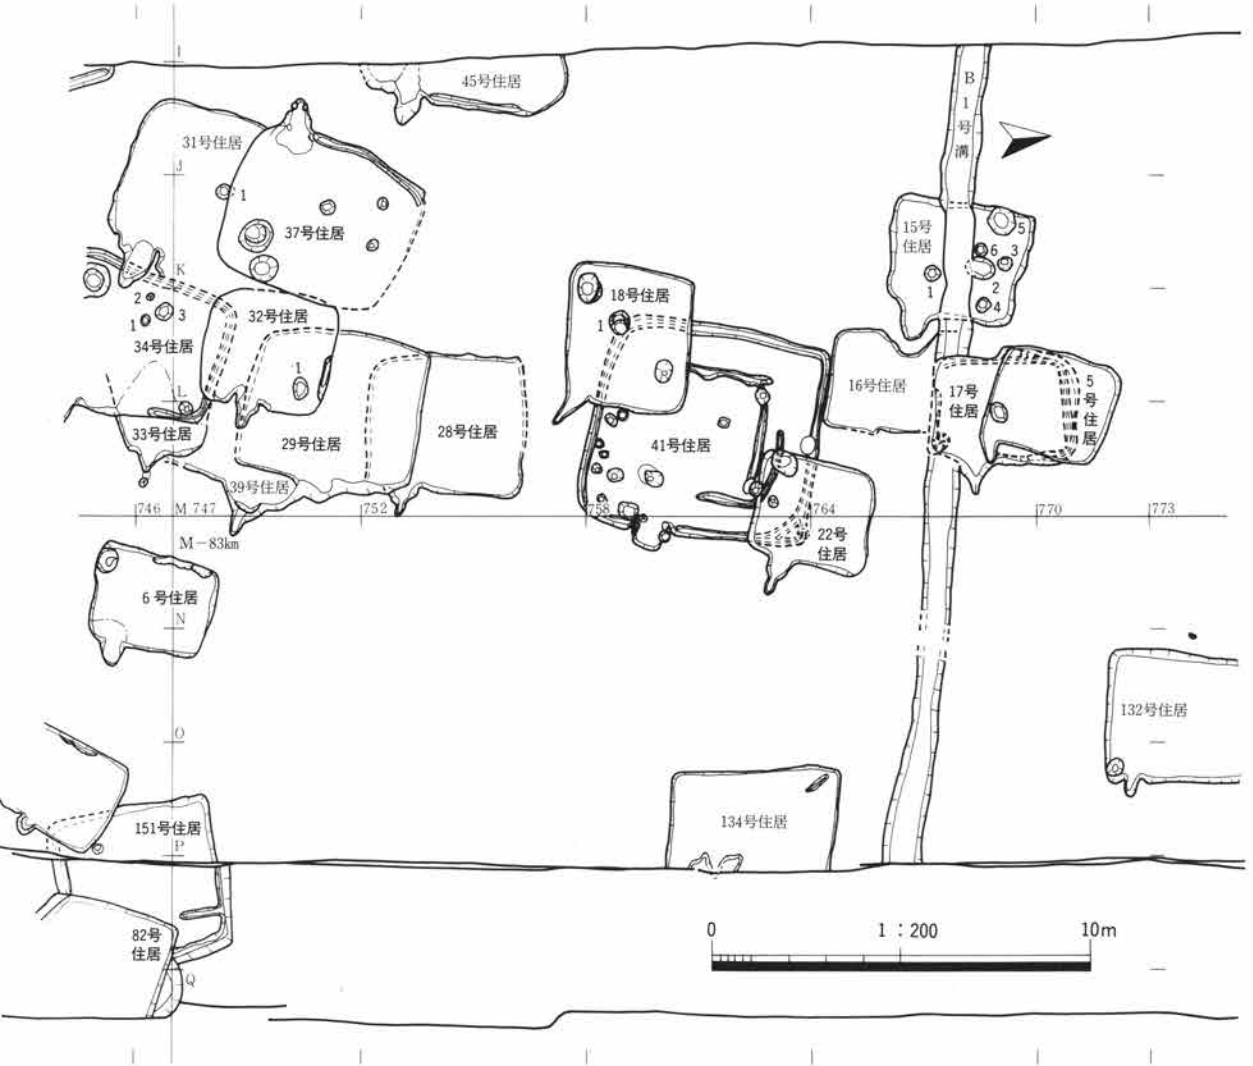 I
45号住居
B
1
号
溝
31号住居
J
1
37号住居
15号
住居
5
6
3
1
2
4
K
2
3
1
34号住居
32号住居
1
18号住居
1
L
33号住居
29号住居
28号住居
39号住居
41号住居
16号住居
17号
住居
5
号
住
居
746
M 747
752
758
764
770
773
M－83km
22号
住居
6号住居
N
132号住居
O
151号住居
P
134号住居
82号
住居
Q
0
1：200
10m